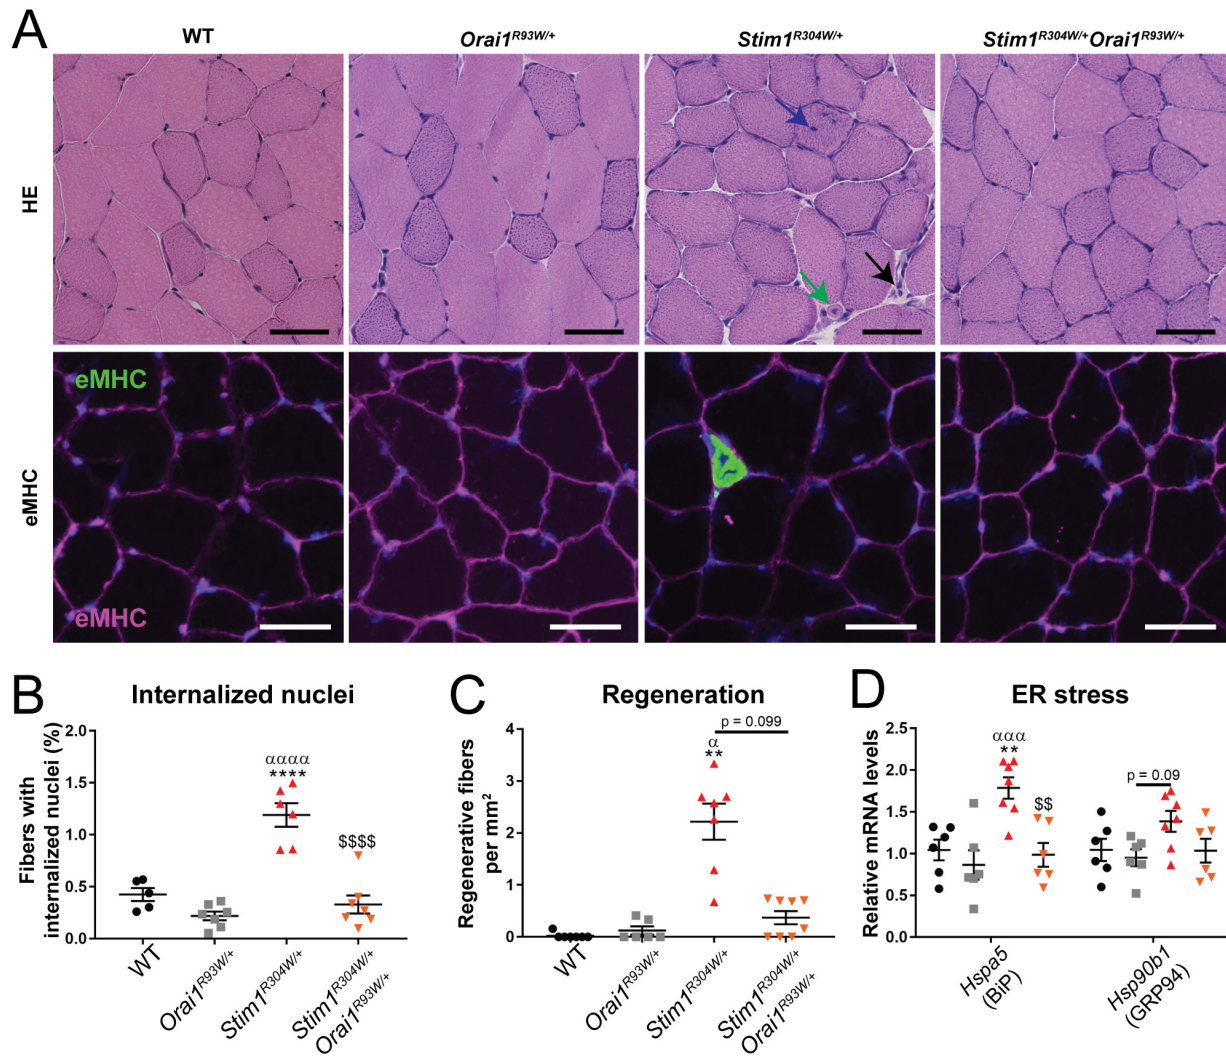 A
WT
Orai1R93W/+
Stim1R304W/+
Stim1R304W/+Orai1R93W/+
HE
eMHC
eMHC
eMHC
B
Internalized nuclei
Fibers with
internalized nuclei (%)
2.0
1.5
1.0
0.5
0.0
αααα
****
$$$$
WT
Orai1R93W/+
Stim1R304W/+
Stim1R304W/+
Orai1R93W/+
C
Regeneration
Regenerative fibers
per mm2
4
3
2
1
0
p = 0.099
α
**
WT
Orai1R93W/+
Stim1R304W/+
Stim1R304W/+
Orai1R93W/+
D
ER stress
Relative mRNA levels
2.5
2.0
1.5
1.0
0.5
0.0
ααα
**
$$
p = 0.09
Hspa5
(BiP)
Hsp90b1
(GRP94)